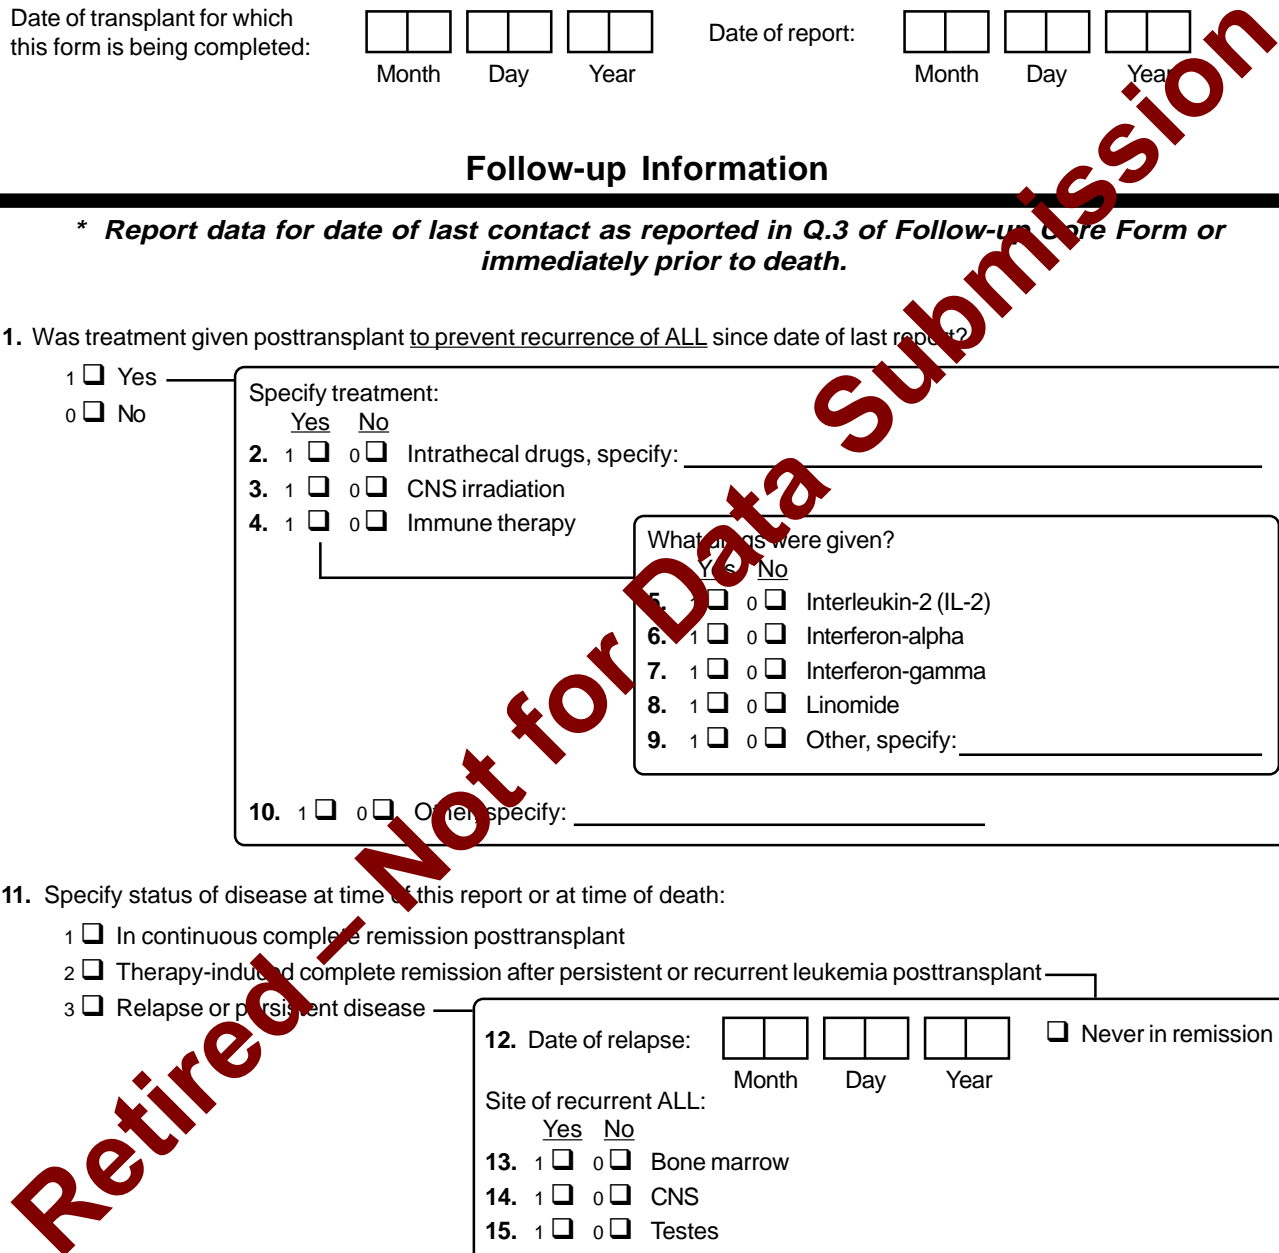 Date of transplant for which
this form is being completed:
Month Day Year
Date of report:
Month Day Year
Follow-up Information
* Report data for date of last contact as reported in Q.3 of Follow-up Core Form or
immediately prior to death.
1. Was treatment given posttransplant to prevent recurrence of ALL since date of last report?
1 ❑ Yes
0 ❑ No
Specify treatment:
Yes No
2. 1 ❑ 0 ❑ Intrathecal drugs, specify:
3. 1 ❑ 0 ❑ CNS irradiation
4. 1 ❑ 0 ❑ Immune therapy
What drugs were given?
Yes No
5. 1 ❑ 0 ❑ Interleukin-2 (IL-2)
6. 1 ❑ 0 ❑ Interferon-alpha
7. 1 ❑ 0 ❑ Interferon-gamma
8. 1 ❑ 0 ❑ Linomide
9. 1 ❑ 0 ❑ Other, specify:
10. 1 ❑ 0 ❑ Other, specify:
11. Specify status of disease at time of this report or at time of death:
1 ❑ In continuous complete remission posttransplant
2 ❑ Therapy-induced complete remission after persistent or recurrent leukemia posttransplant
3 ❑ Relapse or persistent disease
12. Date of relapse:
Month Day Year
❑ Never in remission
Site of recurrent ALL:
Yes No
13. 1 ❑ 0 ❑ Bone marrow
14. 1 ❑ 0 ❑ CNS
15. 1 ❑ 0 ❑ Testes
Retired – Not for Data Submission